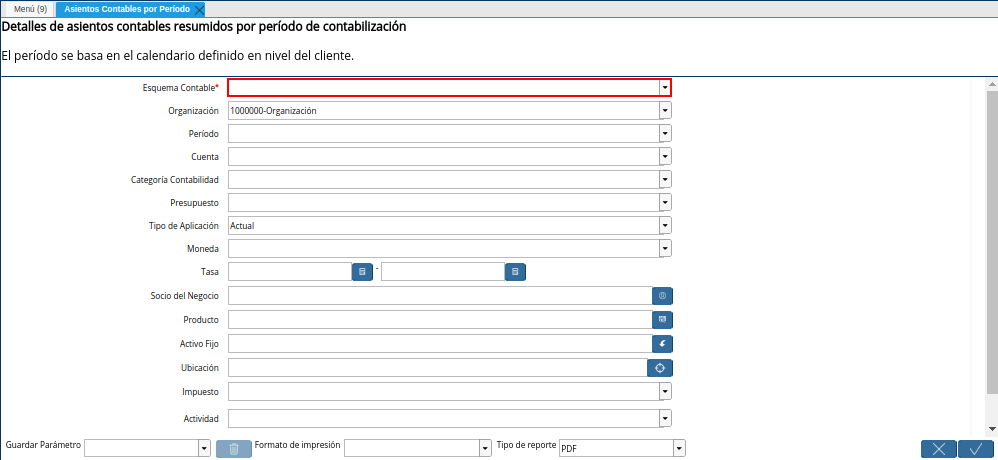 Menú (9) Asientos Contables por Período
Detalles de asientos contables resumidos por período de contabilización
El período se basa en el calendario definido en nivel del cliente.
Esquema Contable*
Organización 1000000-Organización
Período
Cuenta
Categoría Contabilidad
Presupuesto
Tipo de Aplicación Actual
Moneda
Tasa -
Socio del Negocio
Producto
Activo Fijo
Ubicación
Impuesto
Actividad
Guardar Parámetro Formato de impresión Tipo de reporte PDF